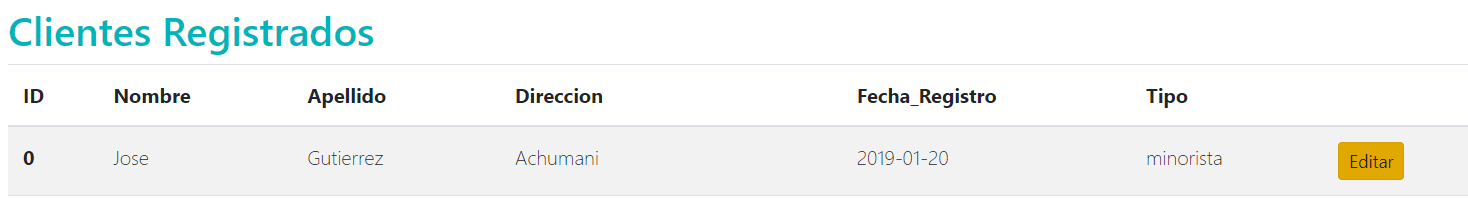 Clientes Registrados
ID Nombre Apellido Direccion Fecha_Registro Tipo
0 Jose Gutierrez Achumani 2019-01-20 minorista Editar